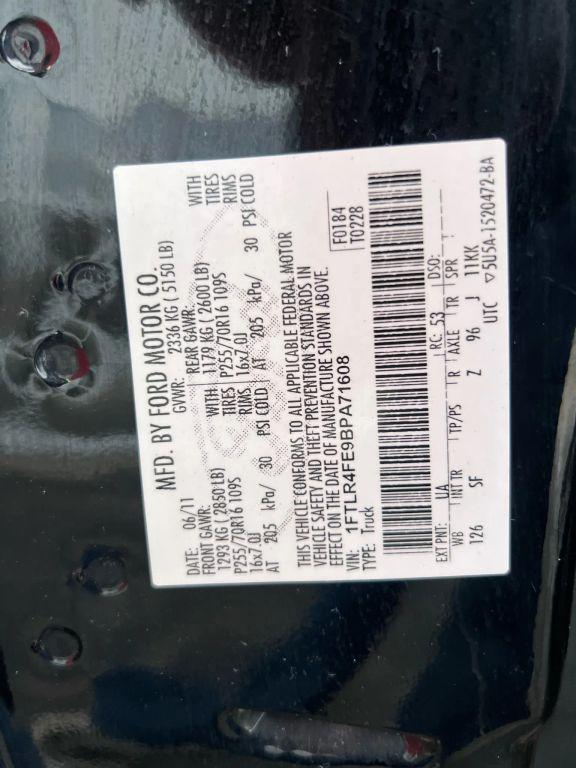 MFD. BY FORD MOTOR CO.
DATE: 06/11 GVWR: 2336 KG ( 5150 LB)
FRONT GAWR: REAR GAWR: WITH
1293 KG ( 2850 LB) WITH 1179 KG ( 2600 LB) TIRES
P255/70R16 109S TIRES P255/70R16 109S RIMS
16x7.0J RIMS 16x7.0J
AT 205 kPa/ 30 PSI COLD AT 205 kPa/ 30 PSI COLD
THIS VEHICLE CONFORMS TO ALL APPLICABLE FEDERAL MOTOR
VEHICLE SAFETY AND THEFT PREVENTION STANDARDS IN
EFFECT ON THE DATE OF MANUFACTURE SHOWN ABOVE.
VIN: 1FTLR4FE9BPA71608 F0184
TYPE: Truck T0228
EXT PNT: UA RC: 53 DSO:
WB INT TR TP/PS R AXLE TR SPR
126 SF Z 96 J 11KK
UTC ▽5U5A-1520472-BA